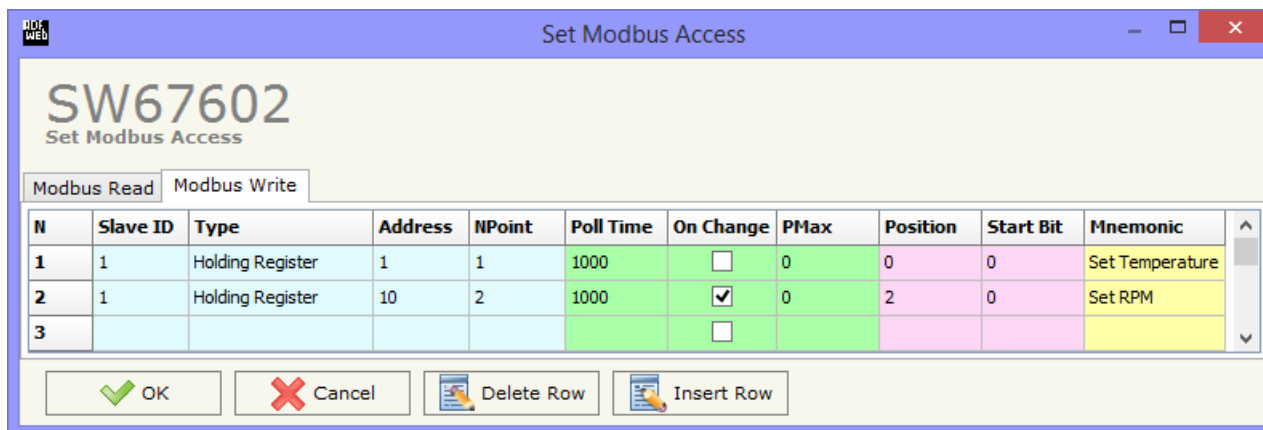 ADF WEB
Set Modbus Access
SW67602
Set Modbus Access
Modbus Read Modbus Write
N Slave ID Type Address NPoint Poll Time On Change PMax Position Start Bit Mnemonic
1 1 Holding Register 1 1 1000 0 0 0 Set Temperature
2 1 Holding Register 10 2 1000 0 2 0 Set RPM
3
OK Cancel Delete Row Insert Row